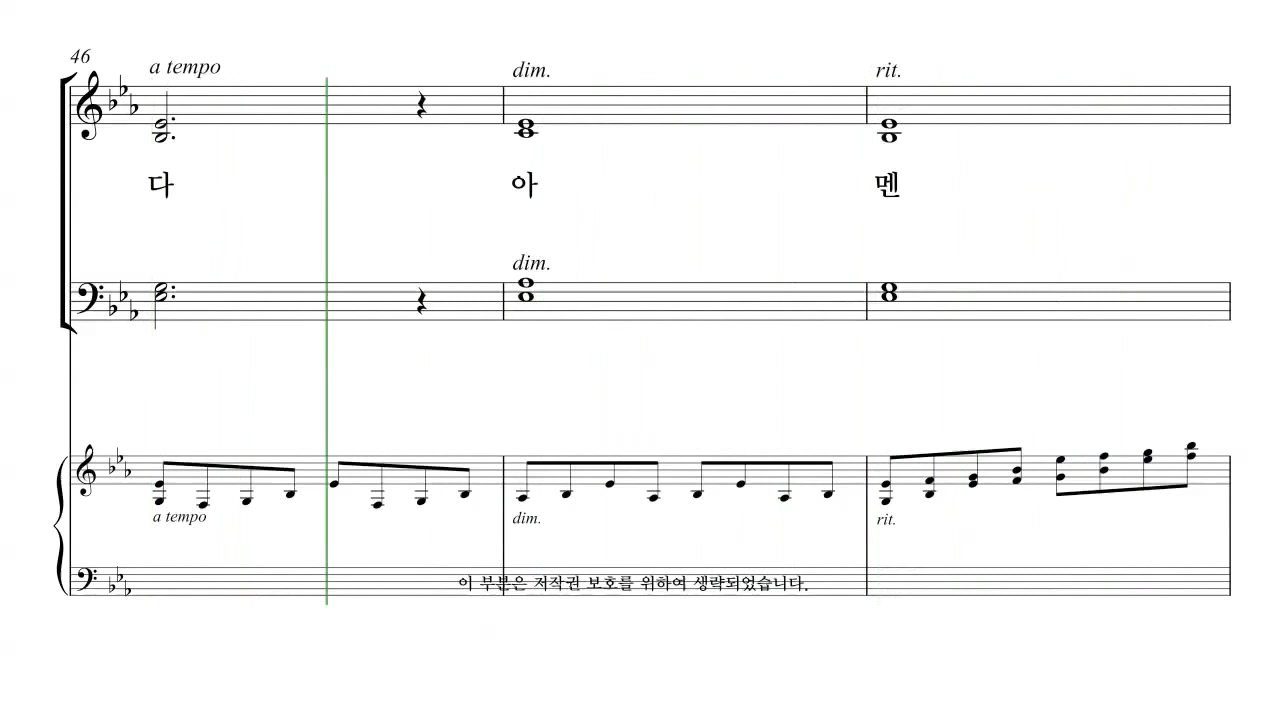 46
a tempo
dim.
rit.
다 아 멘
dim.
a tempo
dim.
rit.
이 부분은 저작권 보호를 위하여 생략되었습니다.